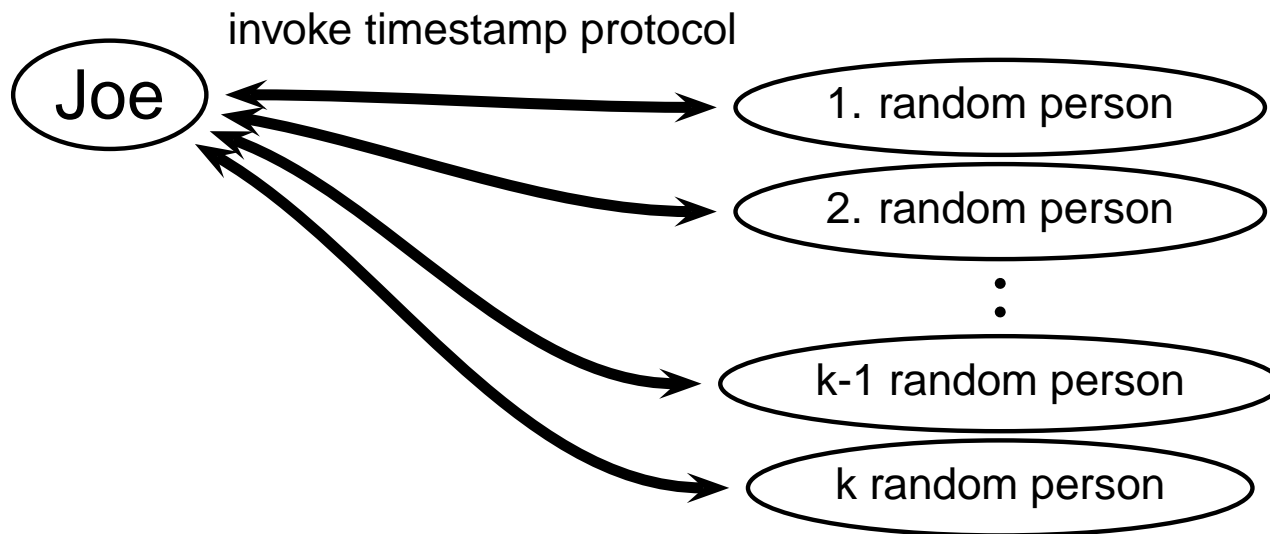 invoke timestamp protocol
Joe
1. random person
2. random person
k-1 random person
k random person